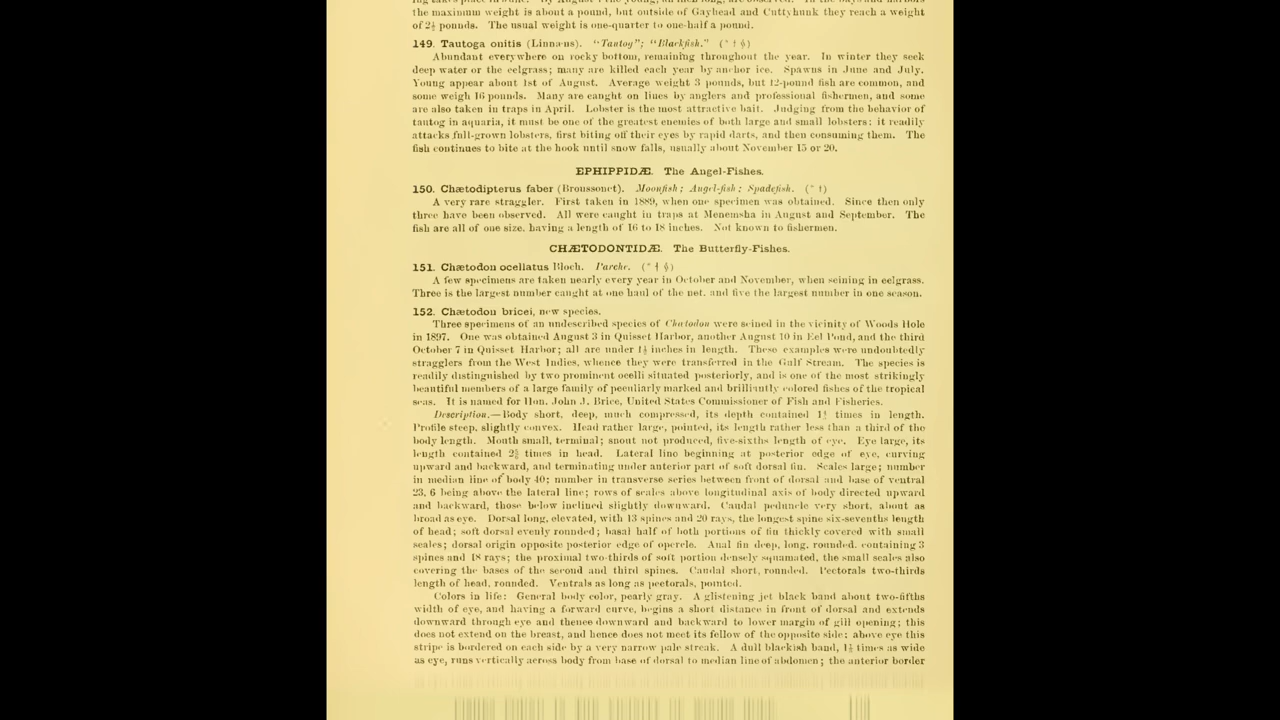 the maximum weight is about a pound, but outside of Gayhead and Cuttyhunk they reach a weight
of 2½ pounds. The usual weight is one-quarter to one-half a pound.
149. Tautoga onitis (Linnæus). "Tautog"; "Blackfish." (* † §)
Abundant everywhere on rocky bottom, remaining throughout the year. In winter they seek
deep water or the eelgrass; many are killed each year by anchor ice. Spawns in June and July.
Young appear about 1st of August. Average weight 3 pounds, but 12-pound fish are common, and
some weigh 16 pounds. Many are caught on lines by anglers and professional fishermen, and some
are also taken in traps in April. Lobster is the most attractive bait. Judging from the behavior of
tautog in aquaria, it must be one of the greatest enemies of both large and small lobsters; it readily
attacks full-grown lobsters, first biting off their eyes by rapid darts, and then consuming them. The
fish continues to bite at the hook until snow falls, usually about November 15 or 20.
EPHIPPIDÆ. The Angel-Fishes.
150. Chætodipterus faber (Broussonet). Moonfish; Angel-fish; Spadefish. (* †)
A very rare straggler. First taken in 1889, when one specimen was obtained. Since then only
three have been observed. All were caught in traps at Menemsha in August and September. The
fish are all of one size, having a length of 16 to 18 inches. Not known to fishermen.
CHÆTODONTIDÆ. The Butterfly-Fishes.
151. Chætodon ocellatus Bloch. Parche. (* † §)
A few specimens are taken nearly every year in October and November, when seining in eelgrass.
Three is the largest number caught at one haul of the net, and five the largest number in one season.
152. Chætodon bricei, new species.
Three specimens of an undescribed species of Chætodon were seined in the vicinity of Woods Hole
in 1897. One was obtained August 3 in Quisset Harbor, another August 10 in Eel Pond, and the third
October 7 in Quisset Harbor; all are under 1½ inches in length. These examples were undoubtedly
stragglers from the West Indies, whence they were transferred in the Gulf Stream. The species is
readily distinguished by two prominent ocelli situated posteriorly, and is one of the most strikingly
beautiful members of a large family of peculiarly marked and brilliantly colored fishes of the tropical
seas. It is named for Hon. John J. Brice, United States Commissioner of Fish and Fisheries.
Description.—Body short, deep, much compressed, its depth contained times in length.
Profile steep, slightly convex. Head rather large, pointed, its length rather less than a third of the
body length. Mouth small, terminal; snout not produced, five-sixths length of eye. Eye large, its
length contained times in head. Lateral line beginning at posterior edge of eye, curving
upward and backward, and terminating under anterior part of soft dorsal fin. Scales large; number
in median line of body 40; number in transverse series between front of dorsal and base of ventral
23, 6 being above the lateral line; rows of scales above longitudinal axis of body directed upward
and backward, those below inclined slightly downward. Caudal peduncle very short, about as
broad as eye. Dorsal long, elevated, with 13 spines and 20 rays, the longest spine six-sevenths length
of head; soft dorsal evenly rounded; basal half of both portions of fin thickly covered with small
scales; dorsal origin opposite posterior edge of opercle. Anal fin deep, long, rounded, containing 3
spines and 18 rays; the proximal two-thirds of soft portion densely squamated, the small scales also
covering the bases of the second and third spines. Caudal short, rounded. Pectorals two-thirds
length of head, rounded. Ventrals as long as pectorals, pointed.
Colors in life: General body color, pearly gray. A glistening jet black band about two-fifths
width of eye, and having a forward curve, begins a short distance in front of dorsal and extends
downward through eye and thence downward and backward to lower margin of gill opening; this
does not extend on the breast, and hence does not meet its fellow of the opposite side; above eye this
stripe is bordered on each side by a very narrow pale streak. A dull blackish band, 1½ times as wide
as eye, runs vertically across body from base of dorsal to median line of abdomen; the anterior border